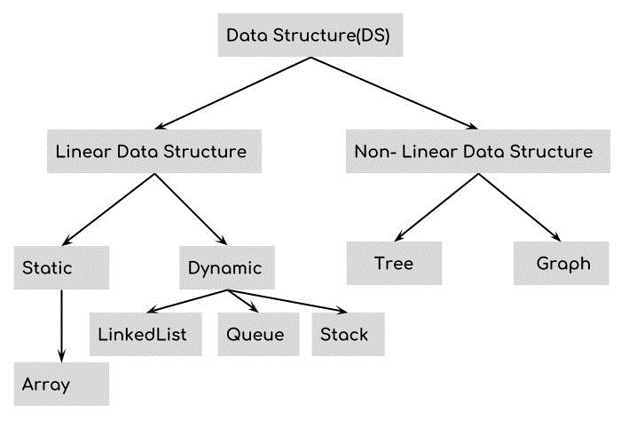 Data Structure(DS)
Linear Data Structure
Non- Linear Data Structure
Static
Dynamic
Tree
Graph
LinkedList
Queue
Stack
Array